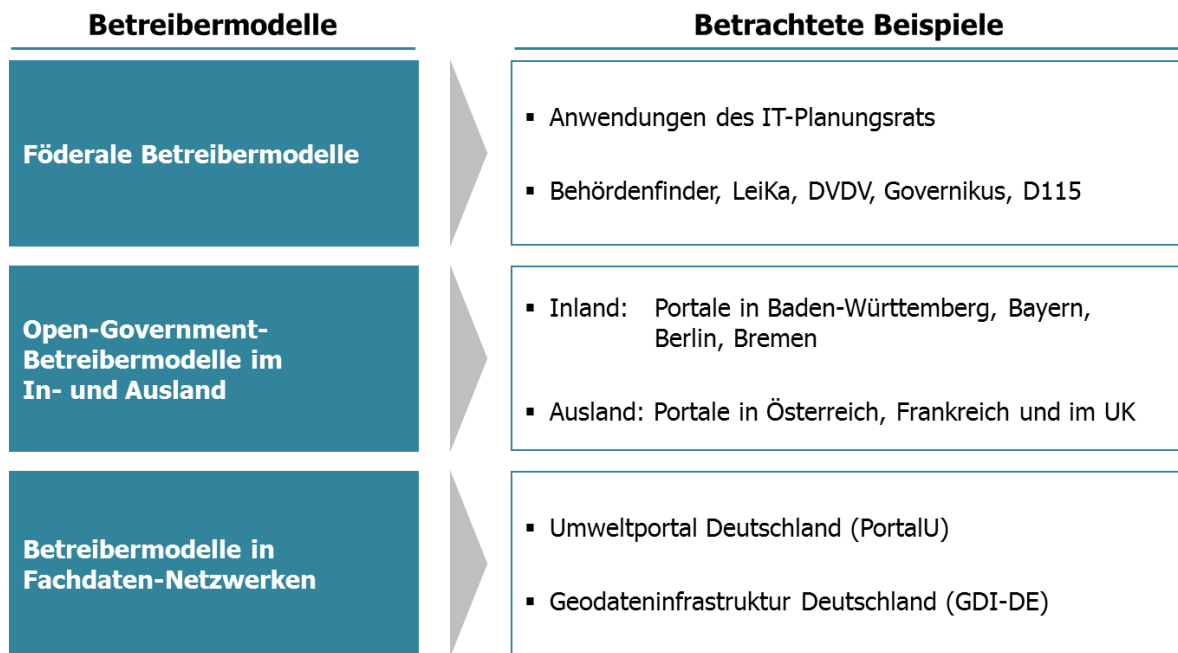 Betreibermodelle
Betrachtete Beispiele
Föderale Betreibermodelle
▪ Anwendungen des IT-Planungsrats
▪ Behördenfinder, LeiKa, DVDV, Governikus, D115
Open-Government-
Betreibermodelle im
In- und Ausland
▪ Inland: Portale in Baden-Württemberg, Bayern,
Berlin, Bremen
▪ Ausland: Portale in Österreich, Frankreich und im UK
Betreibermodelle in
Fachdaten-Netzwerken
▪ Umweltportal Deutschland (PortalU)
▪ Geodateninfrastruktur Deutschland (GDI-DE)